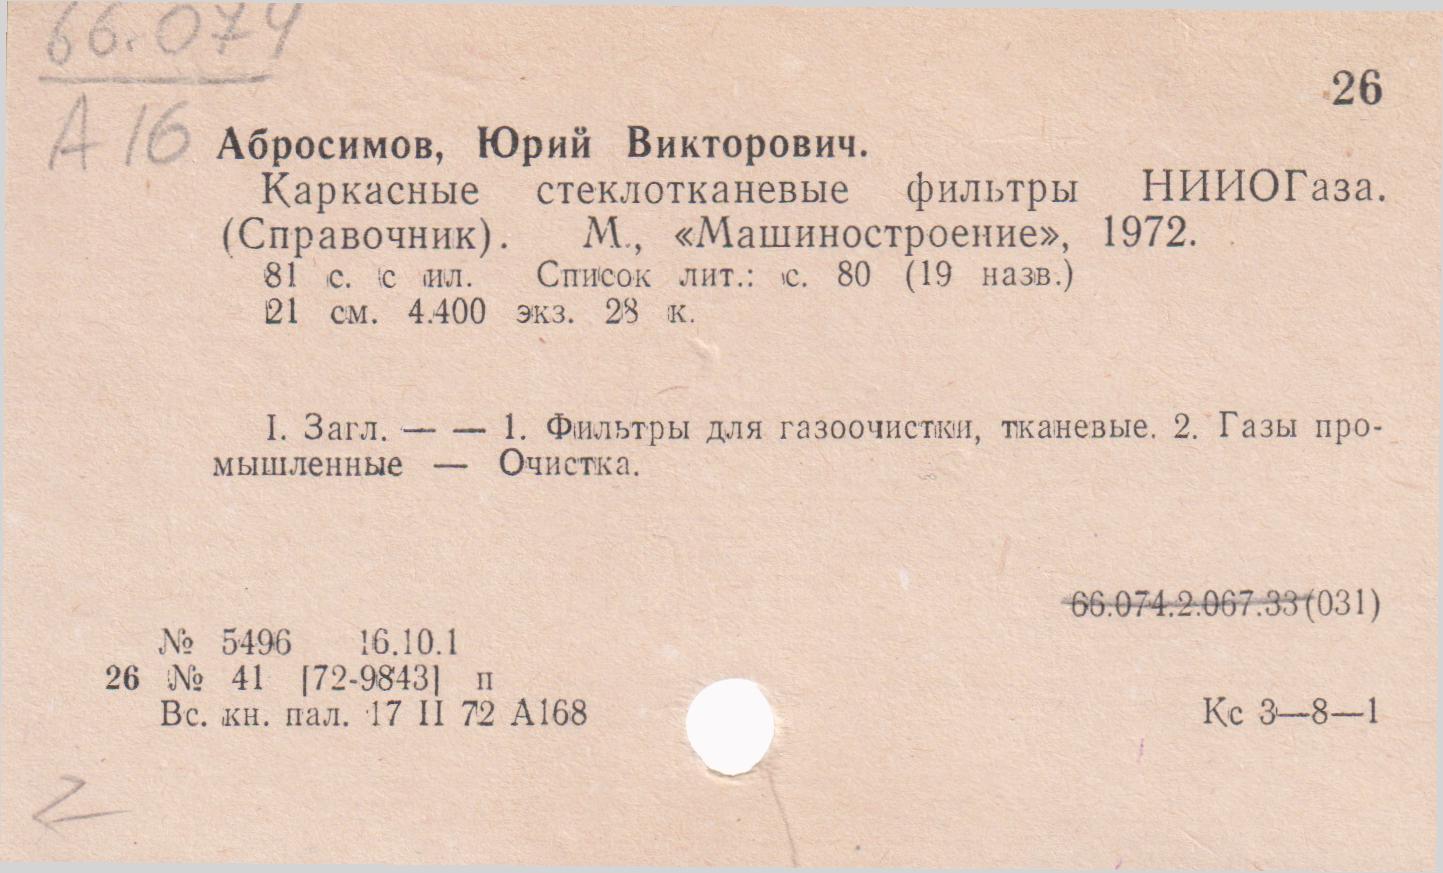 66.074
А 16
26
Абросимов, Юрий Викторович.
Каркасные стеклотканевые фильтры НИИОГаза.
(Справочник). М., «Машиностроение», 1972.
81 с. с ил. Список лит.: с. 80 (19 назв.)
21 см. 4.400 экз. 28 к.
I. Загл. — — 1. Фильтры для газоочистки, тканевые. 2. Газы про-
мышленные — Очистка.
66.074.2.067.33(031)
№ 5496 16.10.1
26 № 41 [72-9843] п
Вс. кн. пал. 17 II 72 А168
Кс 3—8—1